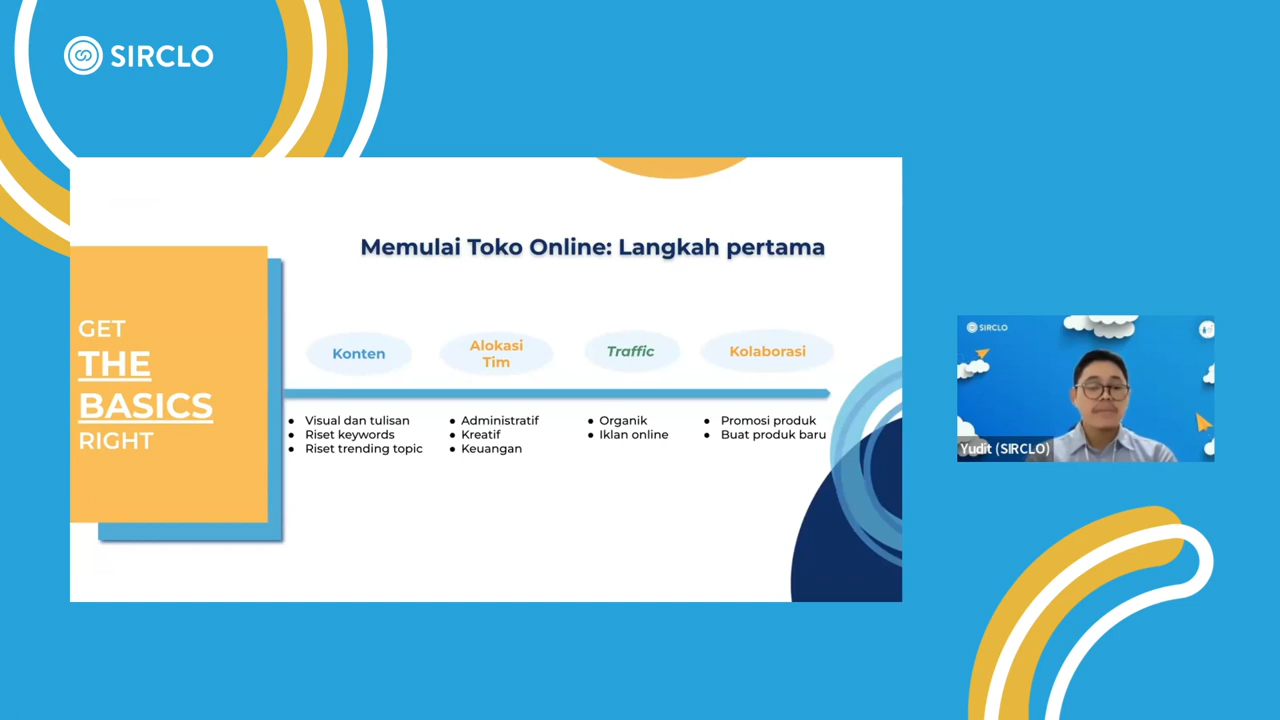 SIRCLO
Memulai Toko Online: Langkah pertama
GET
THE
BASICS
RIGHT
Konten
Alokasi
Tim
Traffic
Kolaborasi
Visual dan tulisan
Riset keywords
Riset trending topic
Administratif
Kreatif
Keuangan
Organik
Iklan online
Promosi produk
Buat produk baru
SIRCLO
Yudit (SIRCLO)